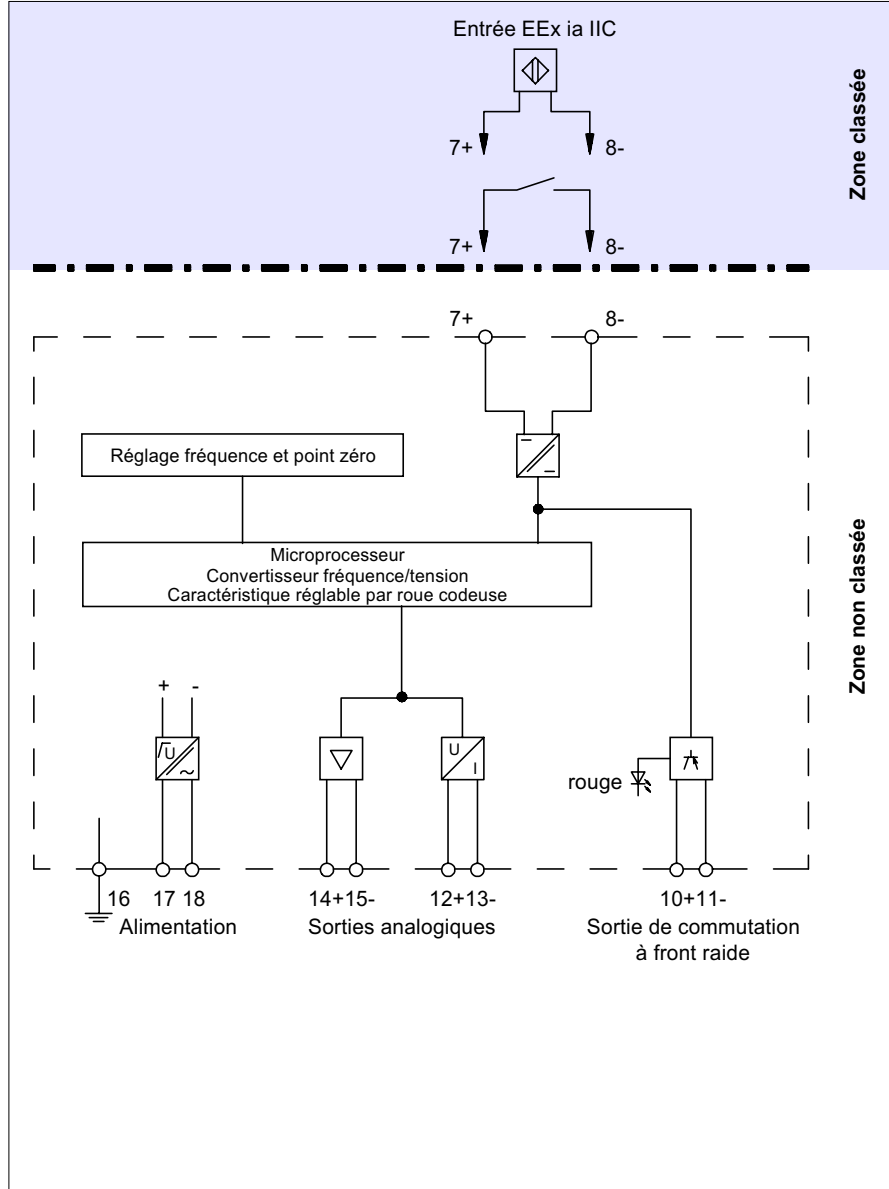 Entrée EEx ia IIC
7+ 8-
7+ 8-
Zone classée
7+ 8-
Réglage fréquence et point zéro
Microprocesseur
Convertisseur fréquence/tension
Caractéristique réglable par roue codeuse
Zone non classée
+ -
U
U
I
rouge
16 17 18 14+15- 12+13- 10+11-
Alimentation Sorties analogiques Sortie de commutation
à front raide